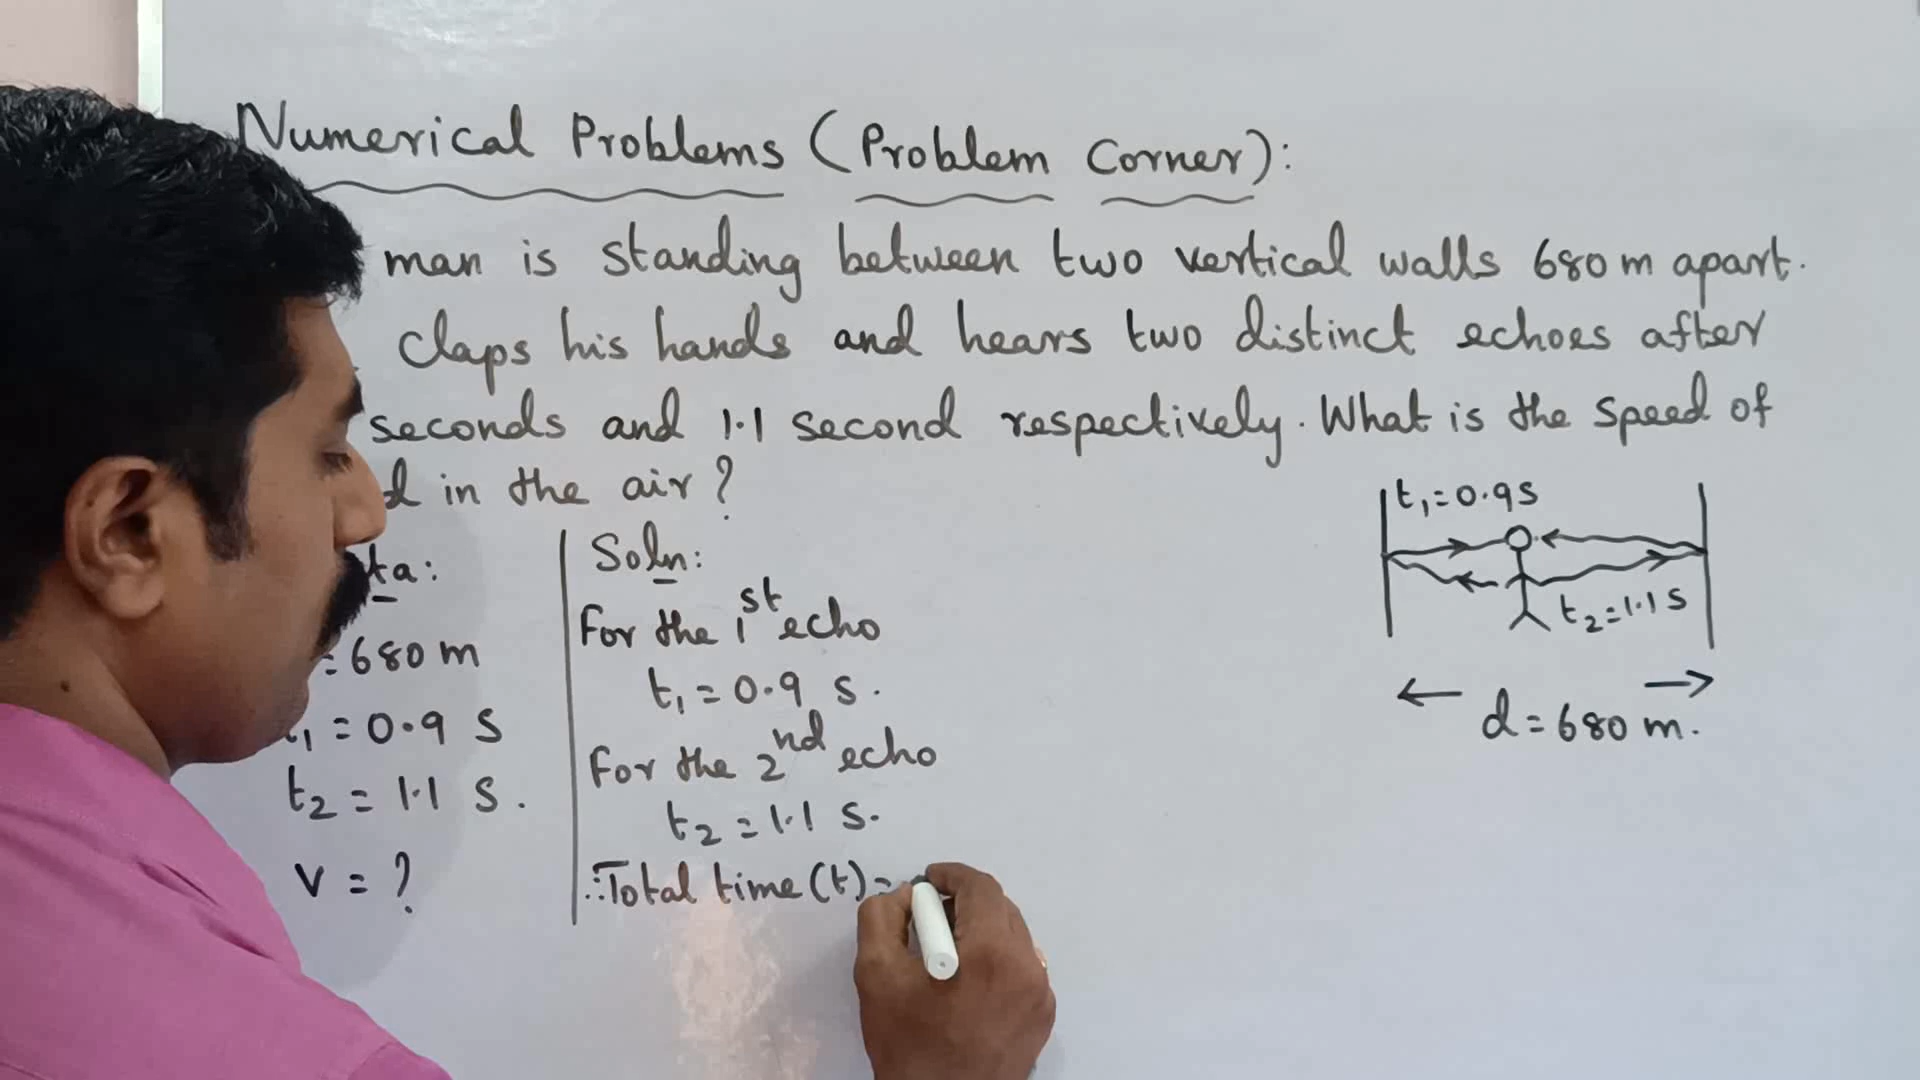 Numerical Problems (Problem Corner):
man is standing between two vertical walls 680 m apart.
claps his hands and hears two distinct echoes after
seconds and 1.1 second respectively. What is the speed of
d in the air?
ta:
= 680 m
t1 = 0.9 s
t2 = 1.1 s.
v = ?
Soln:
For the 1st echo
t1 = 0.9 s.
For the 2nd echo
t2 = 1.1 s.
∴ Total time (t) =
t1 = 0.9 s
t2 = 1.1 s
d = 680 m.